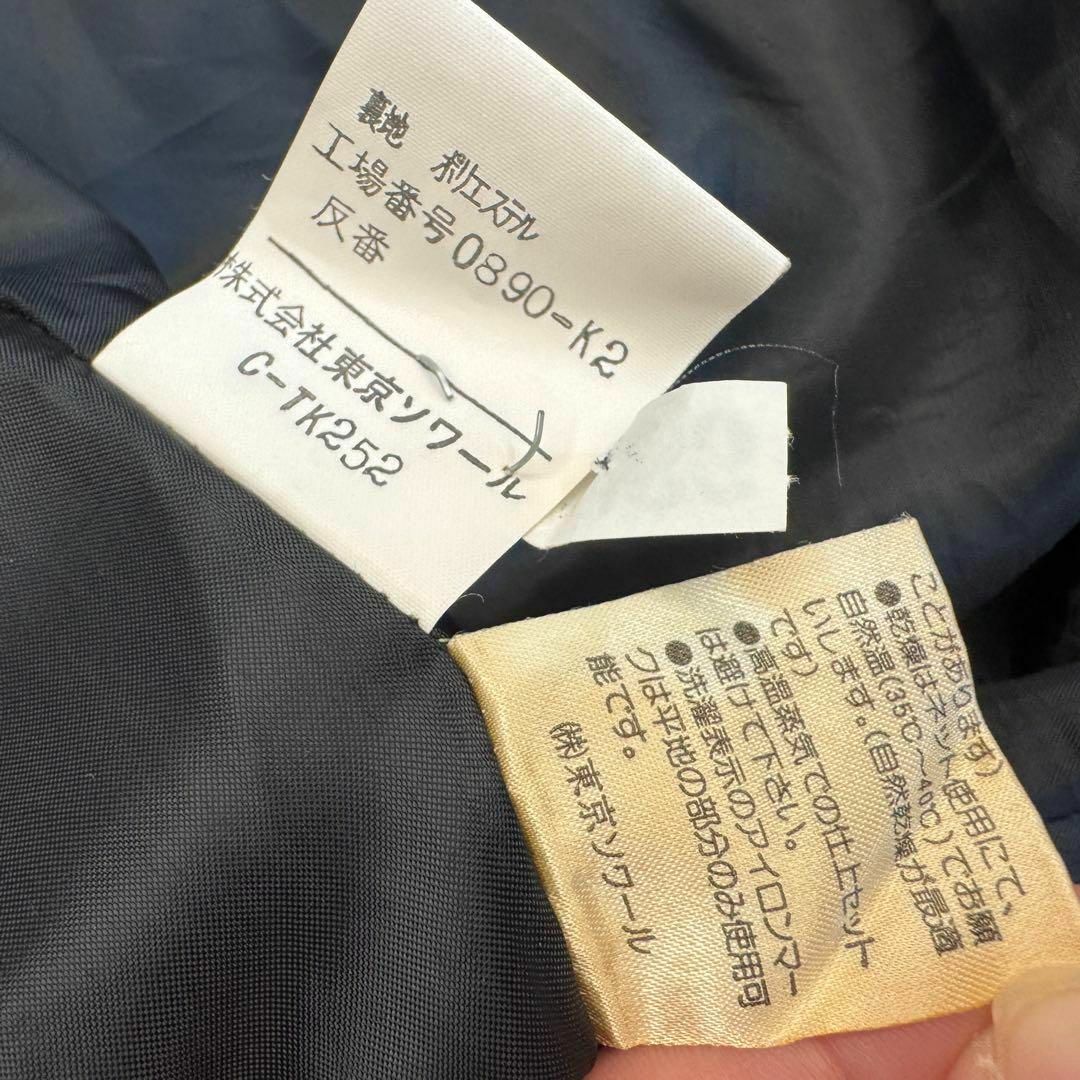 裏地 ポリエステル
工場番号0890-K2
反番
株式会社東京ソワール
C-TK252
ことがあります)
●乾燥はネット使用にて、
自然温(35℃〜40℃)でお願
いします。(自然乾燥が最適
です)
●高温蒸気での仕上セット
は避けて下さい。
●洗濯表示のアイロンマー
クは平地の部分のみ使用可
能です。
㈱東京ソワール